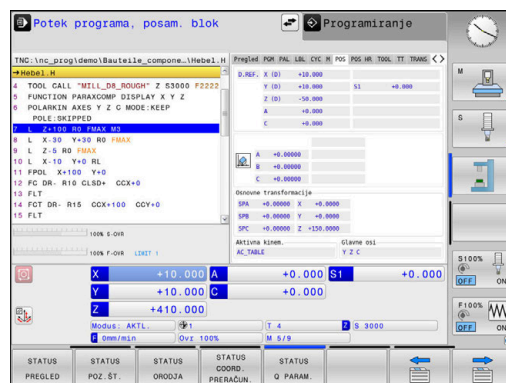 Potek programa, posam. blok
Programiranje
TNC:\nc_prog\demo\Bauteile_compone…\Hebel.H
→Hebel.H
4 TOOL CALL "MILL_D8_ROUGH" Z S3000 F2222
5 FUNCTION PARAXCOMP DISPLAY X Y Z
6 POLARKIN AXES Y Z C MODE:KEEP
POLE:SKIPPED
7 L Z+100 R0 FMAX M3
8 L X-30 Y+30 R0 FMAX
9 L Z-5 R0 FMAX
10 L X-10 Y+0 RL
11 FPOL X+100 Y+0
12 FC DR- R10 CLSD+ CCX+0
13 FLT
14 FCT DR- R15 CCX+100 CCY+0
15 FLT
100% S-OVR
100% F-OVR LIMIT 1
Pregled PGM PAL LBL CYC M POS POS HR TOOL TT TRANS
D.REF. X (D) +10.000
Y (D) +10.000 S1 +0.000
Z (D) -50.000
A +0.000
C +0.000
A +0.00000
B +0.00000
C +0.00000
Osnovne transformacije
SPA +0.00000 X +0.0000
SPB +0.00000 Y +0.0000
SPC +0.00000 Z +150.0000
Aktivna kinem. Glavne osi
AC_TABLE Y Z C
X +10.000 A +0.000 S1 +0.000
Y +10.000 C +0.000
Z +410.000
Modus: AKTL. 1 T 4 Z S 3000
F 0mm/min Ovr 100% M 5/9
M
S
S100%
OFF ON
F100%
OFF ON
STATUS PREGLED
STATUS POZ.ŠT.
STATUS ORODJA
STATUS COORD. PRERAČUN.
STATUS Q PARAM.